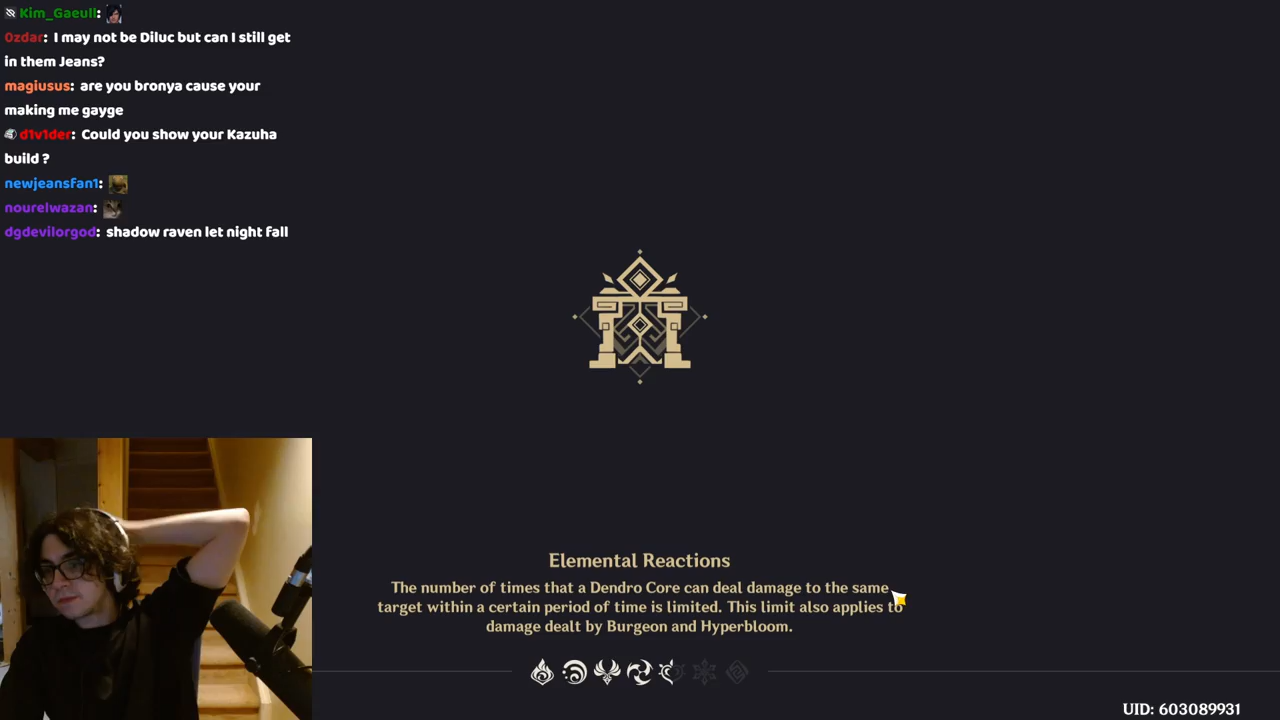 Kim_Gaeull:
0zdar: I may not be Diluc but can I still get
in them Jeans?
magiusus: are you bronya cause your
making me gayge
d1v1der: Could you show your Kazuha
build ?
newjeansfan1:
nourelwazan:
dgdevilorgod: shadow raven let night fall
Elemental Reactions
The number of times that a Dendro Core can deal damage to the same
target within a certain period of time is limited. This limit also applies to
damage dealt by Burgeon and Hyperbloom.
UID: 603089931